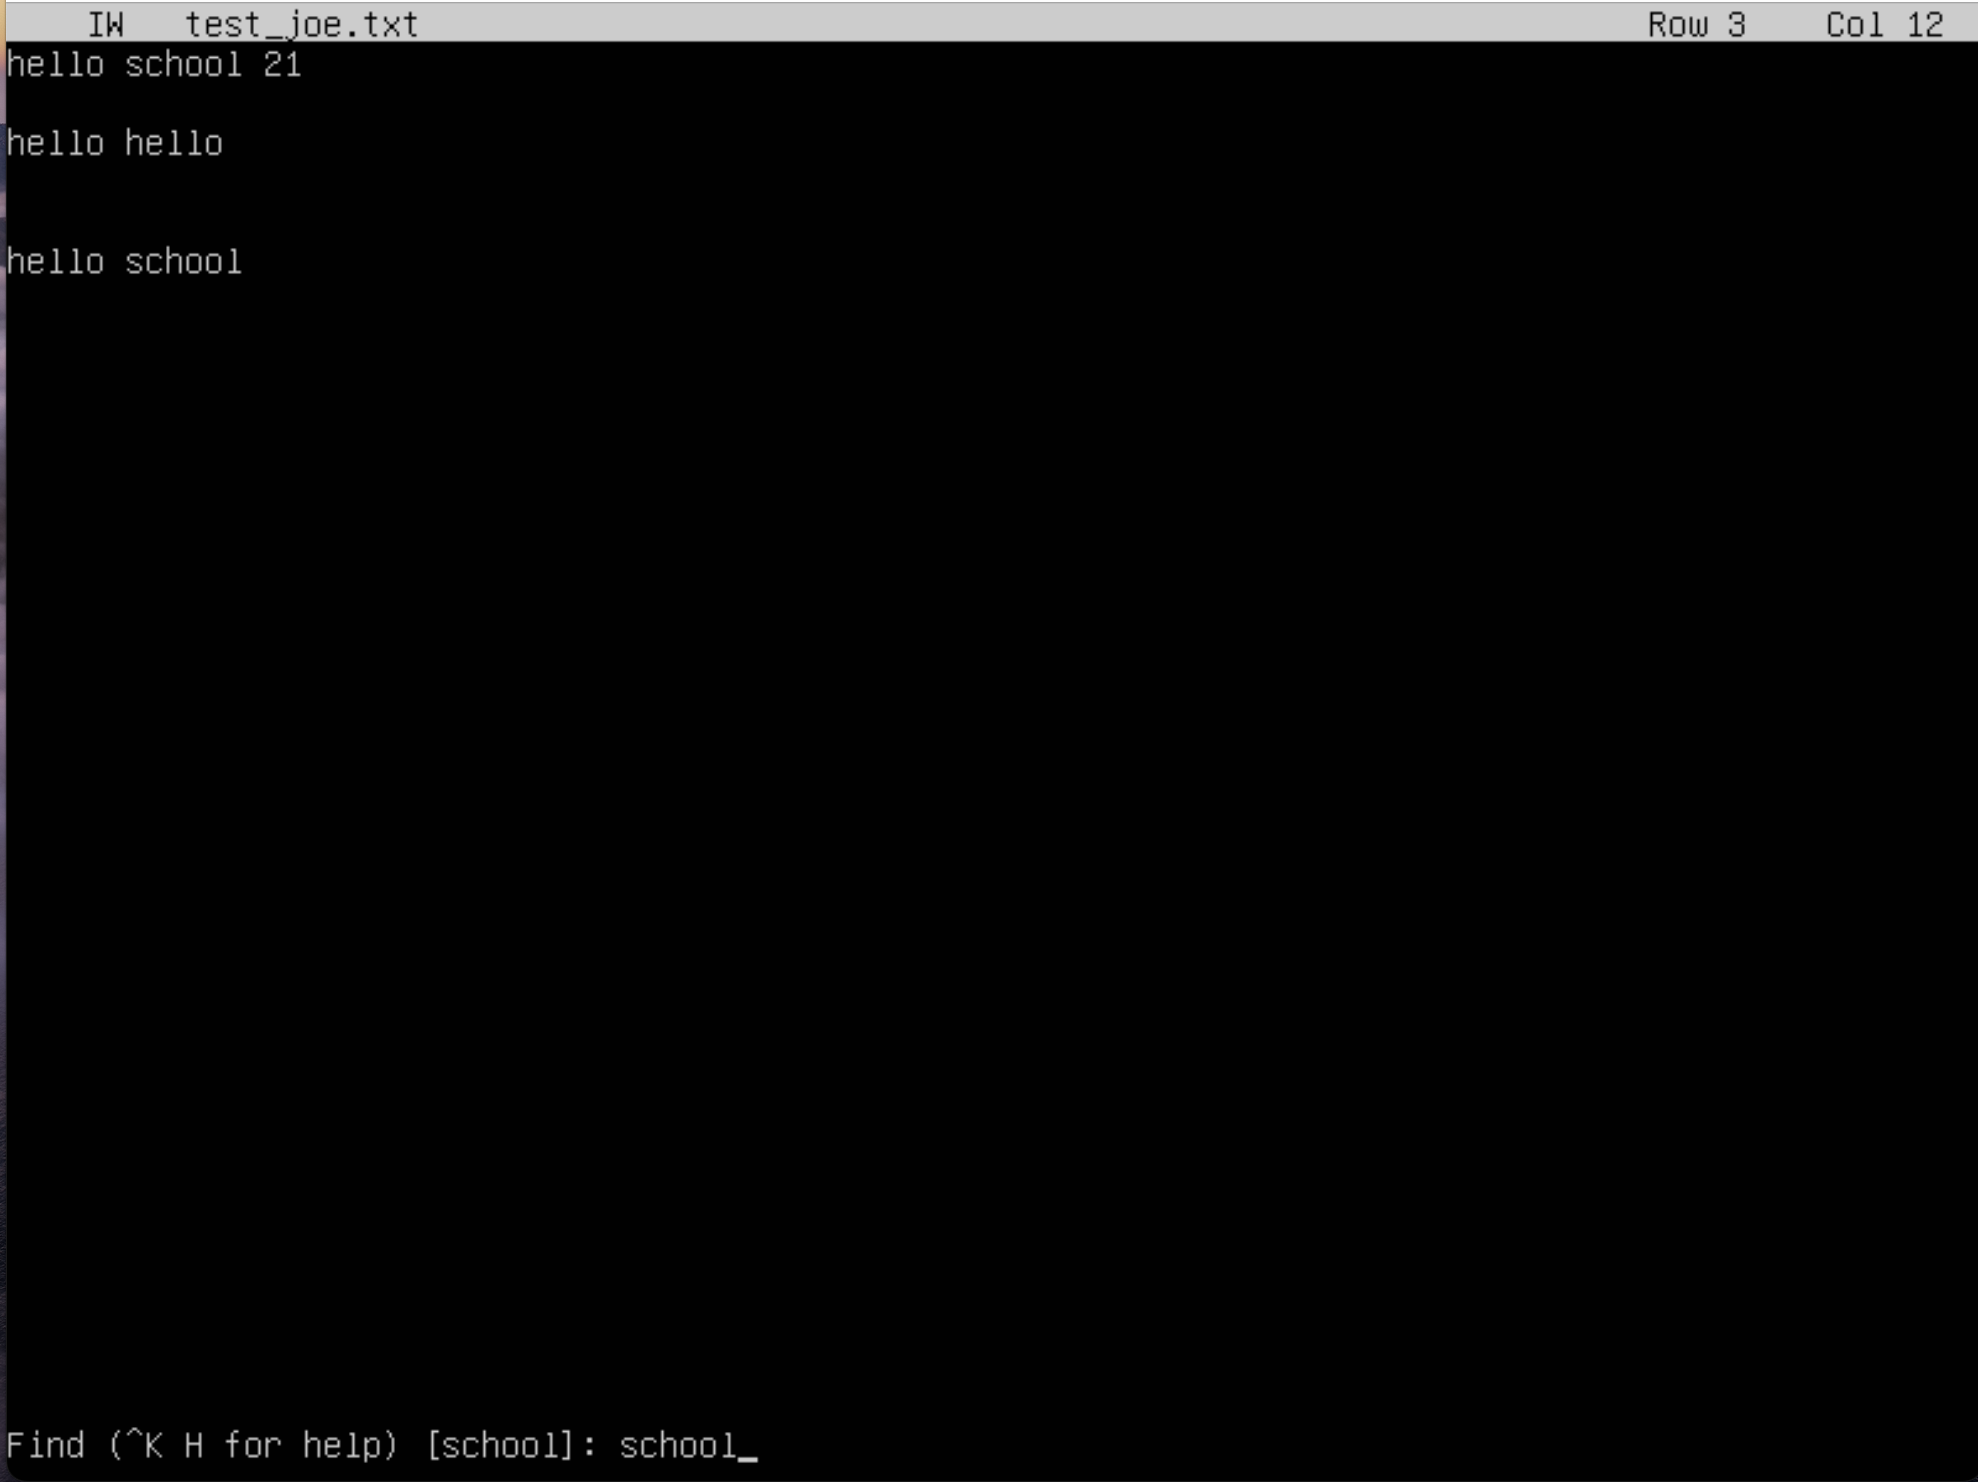 IW test_joe.txt Row 3 Col 12
hello school 21
hello hello
hello school
Find (^K H for help) [school]: school_